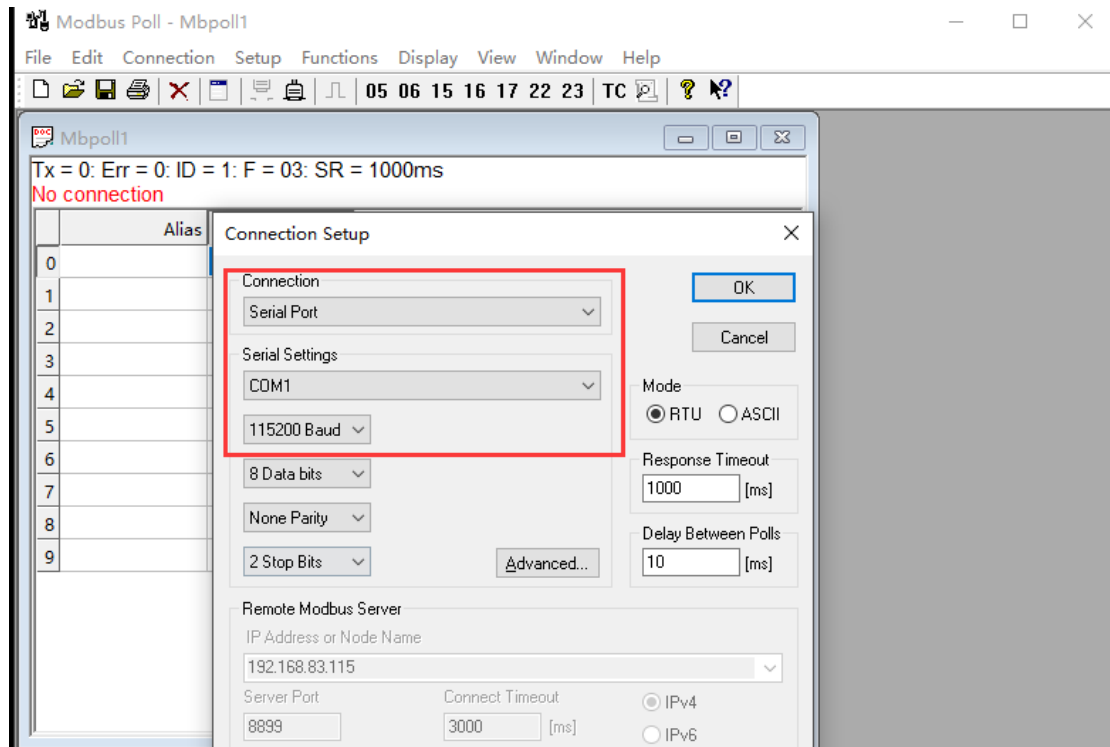 Modbus Poll - Mbpoll1
File Edit Connection Setup Functions Display View Window Help
05 06 15 16 17 22 23 TC
Mbpoll1
Tx = 0: Err = 0: ID = 1: F = 03: SR = 1000ms
No connection
Alias
0
1
2
3
4
5
6
7
8
9
Connection Setup
Connection
Serial Port
OK
Cancel
Serial Settings
COM1
115200 Baud
8 Data bits
None Parity
2 Stop Bits
Advanced...
Mode
RTU ASCII
Response Timeout
1000 [ms]
Delay Between Polls
10 [ms]
Remote Modbus Server
IP Address or Node Name
192.168.83.115
Server Port Connect Timeout
8899 3000 [ms]
IPv4
IPv6